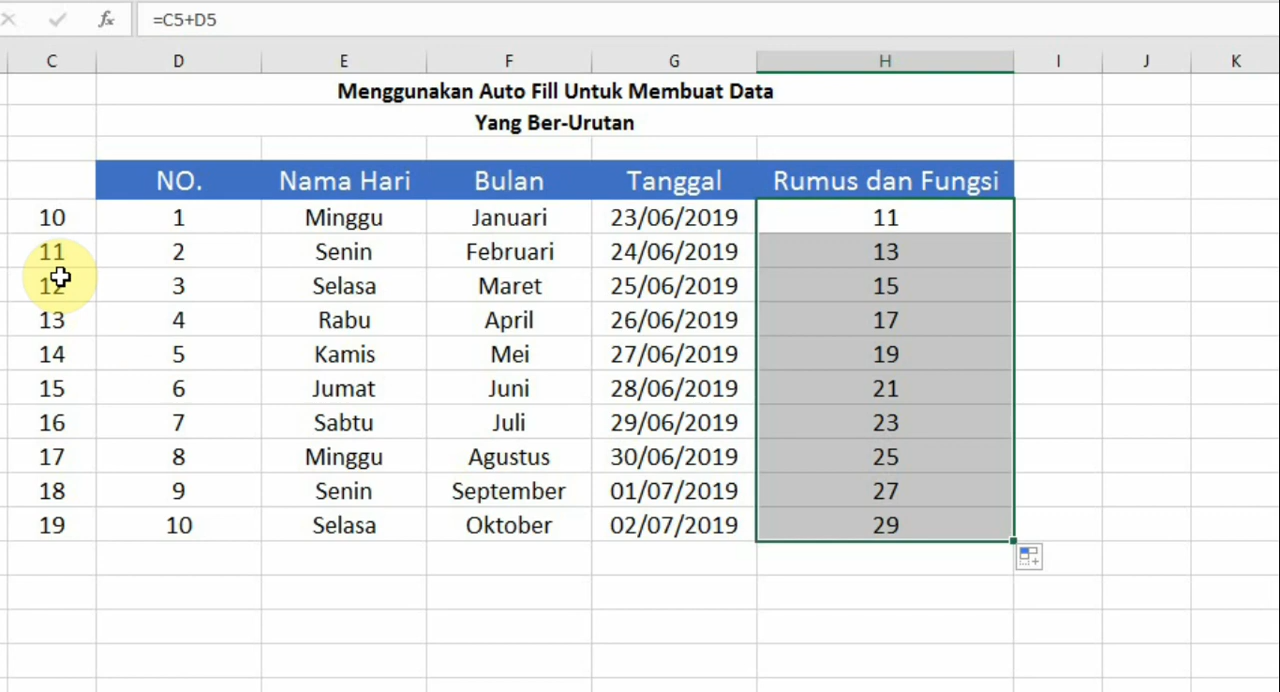 fx =C5+D5
C D E F G H I J K
Menggunakan Auto Fill Untuk Membuat Data
Yang Ber-Urutan
NO. Nama Hari Bulan Tanggal Rumus dan Fungsi
10 1 Minggu Januari 23/06/2019 11
11 2 Senin Februari 24/06/2019 13
12 3 Selasa Maret 25/06/2019 15
13 4 Rabu April 26/06/2019 17
14 5 Kamis Mei 27/06/2019 19
15 6 Jumat Juni 28/06/2019 21
16 7 Sabtu Juli 29/06/2019 23
17 8 Minggu Agustus 30/06/2019 25
18 9 Senin September 01/07/2019 27
19 10 Selasa Oktober 02/07/2019 29